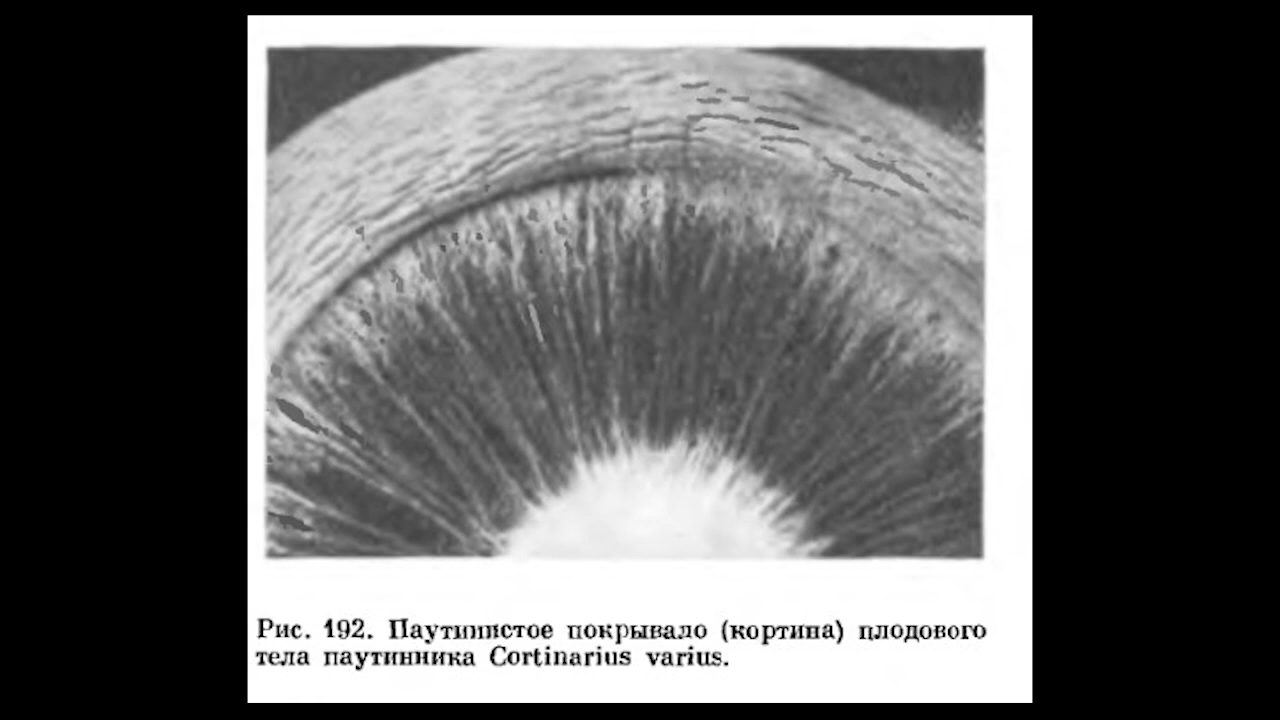 Рис. 192. Паутинистое покрывало (кортина) плодового
тела паутинника Cortinarius varius.